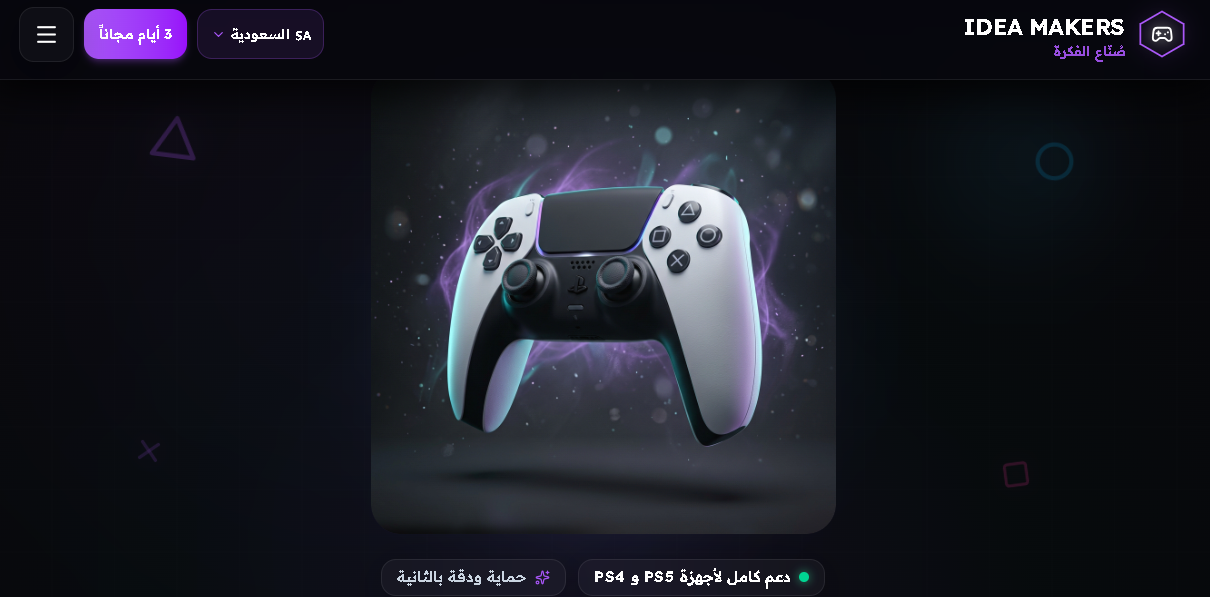 IDEA MAKERS
صُنّاع الفكرة
SA السعودية
3 أيام مجاناً
دعم كامل لأجهزة PS5 و PS4
حماية ودقة بالثانية